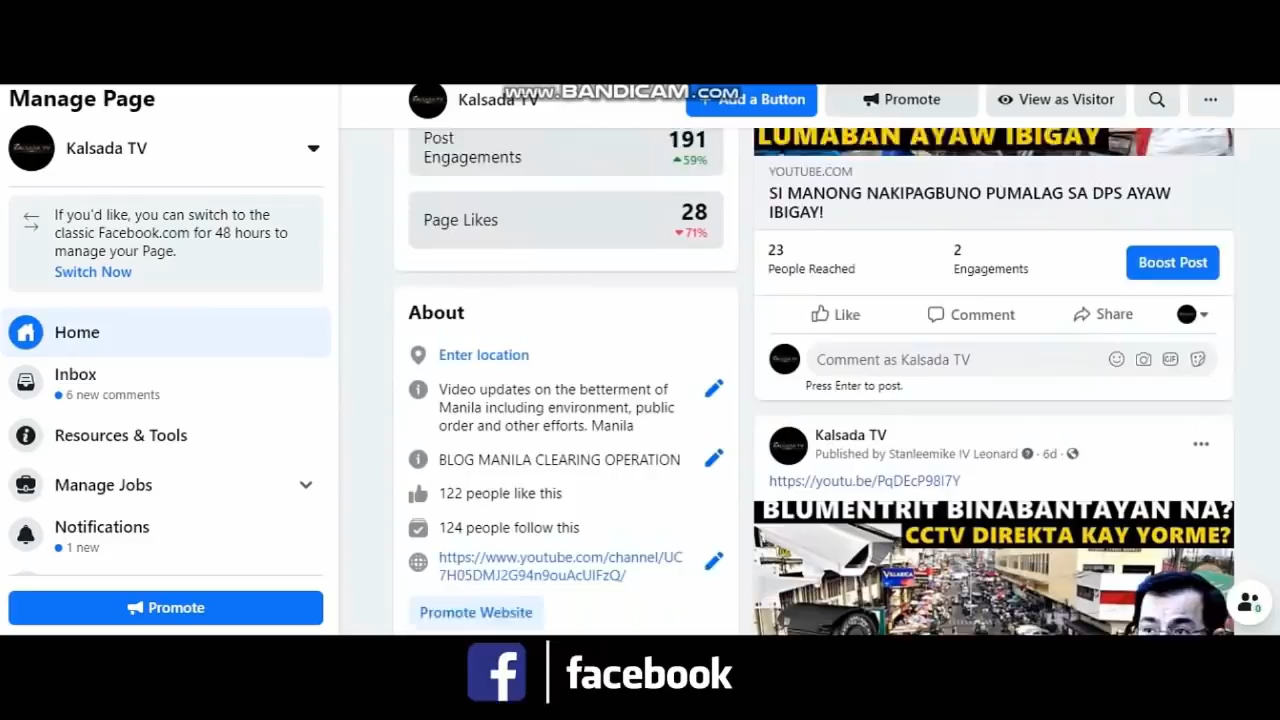 www.BANDICAM.com
Manage Page
Kalsada TV
If you'd like, you can switch to the
classic Facebook.com for 48 hours to
manage your Page.
Switch Now
Home
Inbox
6 new comments
Resources & Tools
Manage Jobs
Notifications
1 new
Promote
Kalsada TV
+ Add a Button
Promote
View as Visitor
Post
Engagements
191
59%
Page Likes
28
71%
About
Enter location
Video updates on the betterment of
Manila including environment, public
order and other efforts. Manila
BLOG MANILA CLEARING OPERATION
122 people like this
124 people follow this
https://www.youtube.com/channel/UC
7H05DMJ2G94n9ouAcUIFzQ/
Promote Website
LUMABAN AYAW IBIGAY
YOUTUBE.COM
SI MANONG NAKIPAGBUNO PUMALAG SA DPS AYAW
IBIGAY!
23
People Reached
2
Engagements
Boost Post
Like
Comment
Share
Comment as Kalsada TV
GIF
Press Enter to post.
Kalsada TV
Published by Stanleemike IV Leonard · 6d ·
https://youtu.be/PqDEcP98I7Y
BLUMENTRIT BINABANTAYAN NA?
CCTV DIREKTA KAY YORME?
VILLARICA
0
facebook